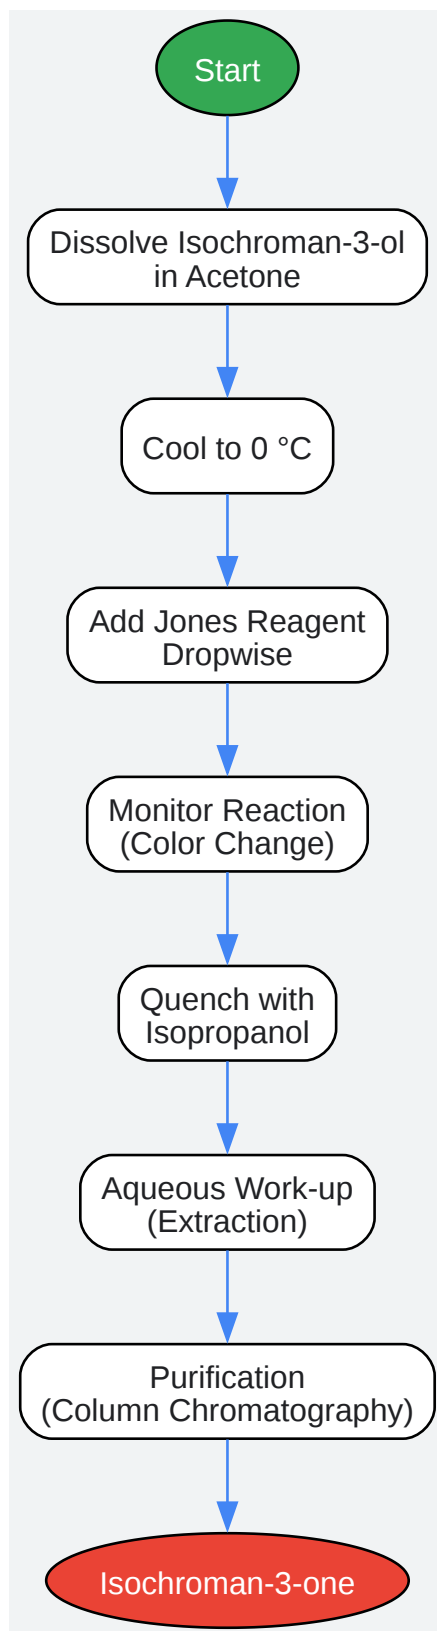 Start
Dissolve Isochroman-3-ol
in Acetone
Cool to 0 °C
Add Jones Reagent
Dropwise
Monitor Reaction
(Color Change)
Quench with
Isopropanol
Aqueous Work-up
(Extraction)
Purification
(Column Chromatography)
Isochroman-3-one